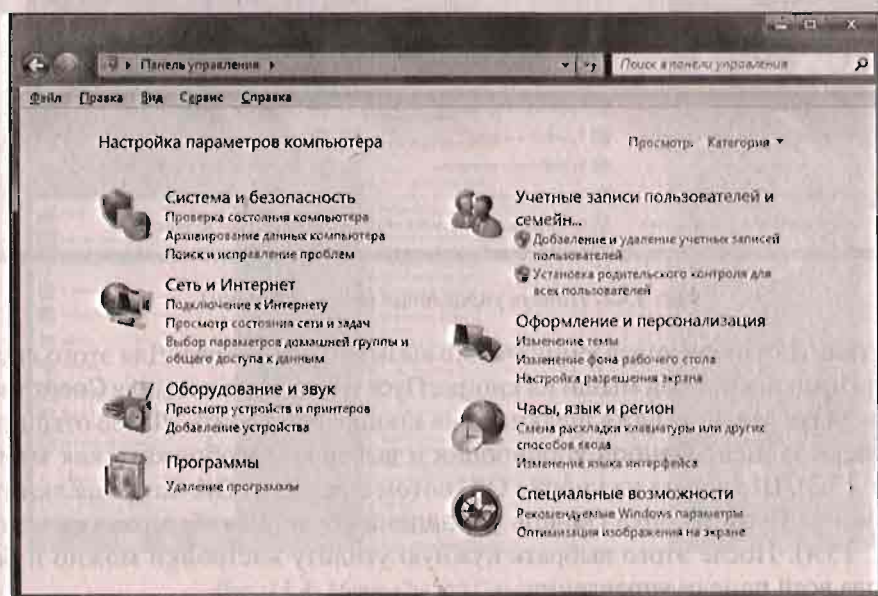 Панель управления
Поиск в панели управления
Файл Правка Вид Сервис Справка
Настройка параметров компьютера
Просмотр: Категория
Система и безопасность
Проверка состояния компьютера
Архивирование данных компьютера
Поиск и исправление проблем
Сеть и Интернет
Подключение к Интернету
Просмотр состояния сети и задач
Выбор параметров домашней группы и
общего доступа к данным
Оборудование и звук
Просмотр устройств и принтеров
Добавление устройства
Программы
Удаление программы
Учетные записи пользователей и
семейн...
Добавление и удаление учетных записей
пользователей
Установка родительского контроля для
всех пользователей
Оформление и персонализация
Изменение темы
Изменение фона рабочего стола
Настройка разрешения экрана
Часы, язык и регион
Смена раскладки клавиатуры или других
способов ввода
Изменение языка интерфейса
Специальные возможности
Рекомендуемые Windows параметры
Оптимизация изображения на экране